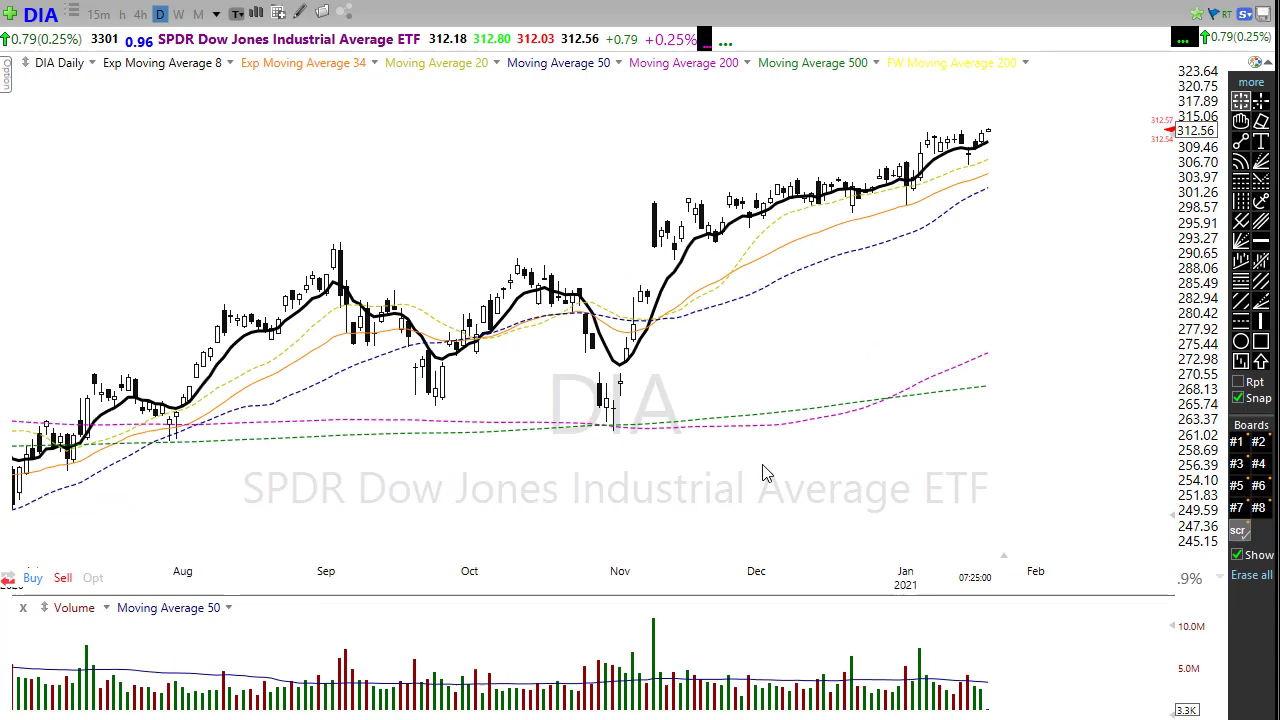 DIA 15m h 4h D W M T RT S
0.79(0.25%) 3301 0.96 SPDR Dow Jones Industrial Average ETF 312.18 312.80 312.03 312.56 +0.79 +0.25% ... ... 0.79(0.25%)
Option
DIA Daily Exp Moving Average 8 Exp Moving Average 34 Moving Average 20 Moving Average 50 Moving Average 200 Moving Average 500 FW Moving Average 200
323.64
320.75
317.89
315.06
312.57
312.56
312.54
309.46
306.70
303.97
301.26
298.57
295.91
293.27
290.65
288.06
285.49
282.94
280.42
277.92
275.44
272.98
270.55
268.13
265.74
263.37
261.02
258.69
256.39
254.10
251.83
249.59
247.36
245.15
DIA
SPDR Dow Jones Industrial Average ETF
more
T
Rpt
Snap
Boards
#1 #2
#3 #4
#5 #6
#7 #8
scr
Show
Erase all
Aug Sep Oct Nov Dec Jan Feb
2021 07:25:00
Buy Sell Opt
.9%
X Volume Moving Average 50
10.0M
5.0M
3.3K